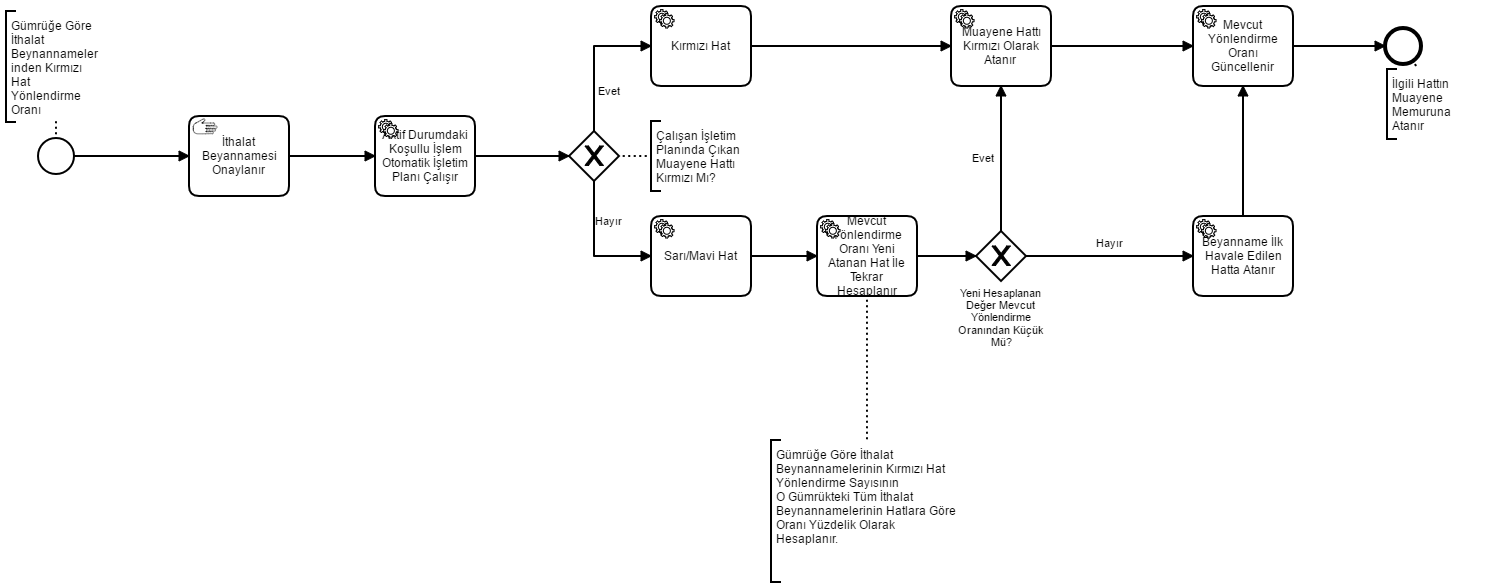 Gümrüğe Göre
İthalat
Beynannameler
inden Kırmızı
Hat
Yönlendirme
Oranı
İthalat
Beyannamesi
Onaylanır
Aktif Durumdaki
Koşullu İşlem
Otomatik İşletim
Planı Çalışır
Evet
Hayır
Çalışan İşletim
Planında Çıkan
Muayene Hattı
Kırmızı Mı?
Kırmızı Hat
Sarı/Mavi Hat
Mevcut
Yönlendirme
Oranı Yeni
Atanan Hat İle
Tekrar
Hesaplanır
Gümrüğe Göre İthalat
Beynannamelerinin Kırmızı Hat
Yönlendirme Sayısının
O Gümrükteki Tüm İthalat
Beynannamelerinin Hatlara Göre
Oranı Yüzdelik Olarak
Hesaplanır.
Muayene Hattı
Kırmızı Olarak
Atanır
Evet
Yeni Hesaplanan
Değer Mevcut
Yönlendirme
Oranından Küçük
Mü?
Hayır
Beyanname İlk
Havale Edilen
Hatta Atanır
Mevcut
Yönlendirme
Oranı
Güncellenir
İlgili Hattın
Muayene
Memuruna
Atanır